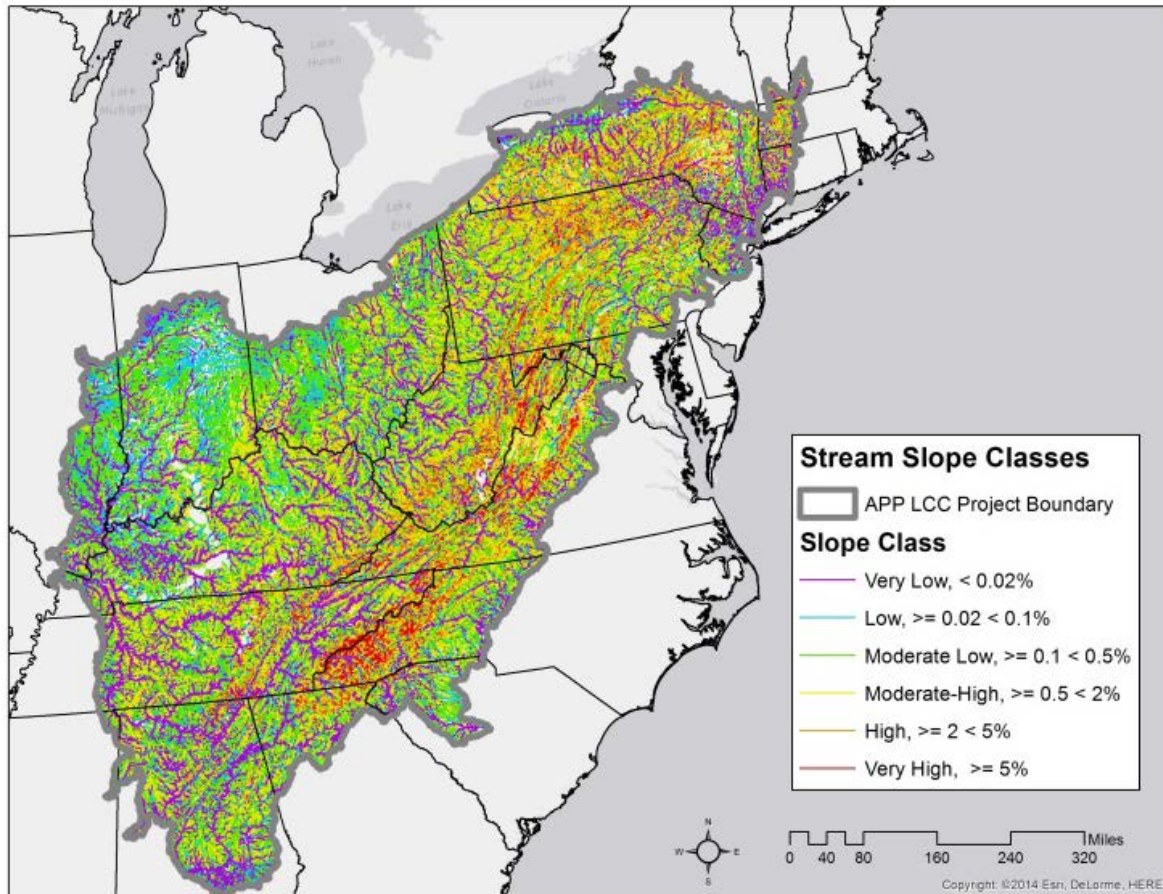 Lake
Huron
Lake
Michigan
Lake
Ontario
Lake
Erie
Stream Slope Classes
APP LCC Project Boundary
Slope Class
Very Low, < 0.02%
Low, >= 0.02 < 0.1%
Moderate Low, >= 0.1 < 0.5%
Moderate-High, >= 0.5 < 2%
High, >= 2 < 5%
Very High, >= 5%
N
W E
S
Miles
0 40 80 160 240 320
Copyright: ©2014 Esri, DeLorme, HERE